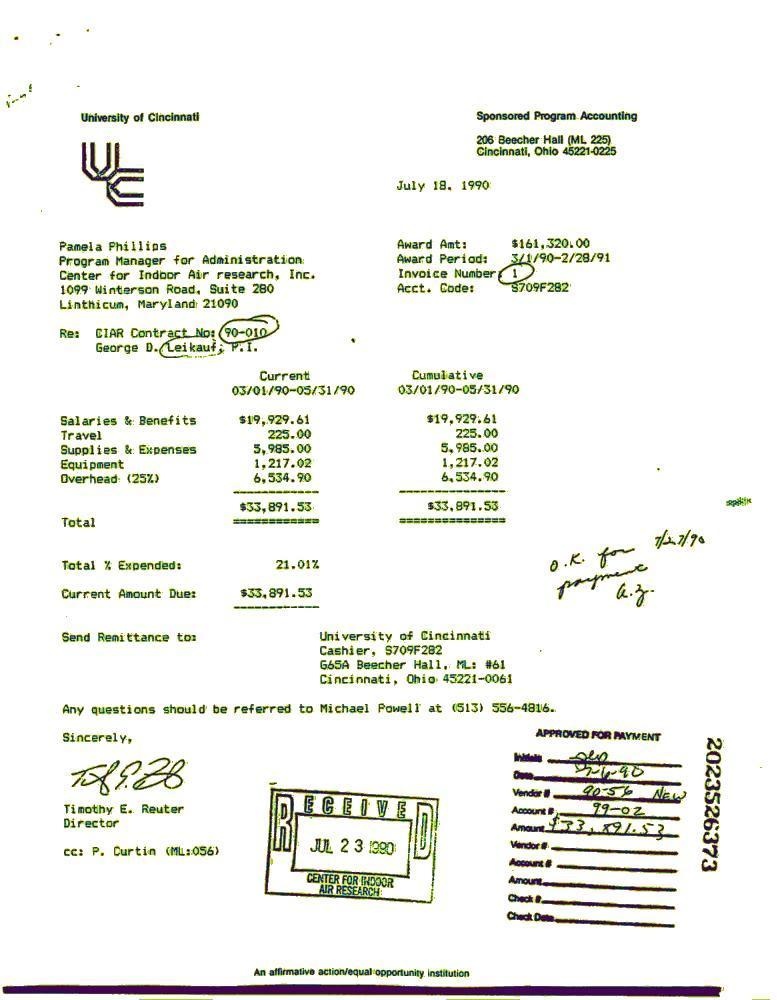 University of Cincinnati
Sponsored Program Accounting
206 Beecher Hall (ML 225)
Cincinnati, Ohio 45221-0225
UC
July 18, 1990
Pamela Phillips
Program Manager for Administration
Center for Indoor Air research, Inc.
1099 Winterson Road, Suite 280
Linthicum, Maryland 21090
Award Amt: $161,320.00
Award Period: 3/1/90-2/28/91
Invoice Number: 1
Acct. Code: S709F282
Re: CIAR Contract No: 90-010
George D. Leikauf, P.I.
Current Cumulative
03/01/90-05/31/90 03/01/90-05/31/90
Salaries & Benefits $19,929.61 $19,929.61
Travel 225.00 225.00
Supplies & Expenses 5,985.00 5,985.00
Equipment 1,217.02 1,217.02
Overhead (25%) 6,534.90 6,534.90
$33,891.53 $33,891.53
Total
Total % Expended: 21.01%
Current Amount Due: $33,891.53
7/27/90
O.K. for
payment
a.z.
Send Remittance to: University of Cincinnati
Cashier, S709F282
G65A Beecher Hall, ML: #61
Cincinnati, Ohio 45221-0061
Any questions should be referred to Michael Powell at (513) 556-4816.
Sincerely,
Timothy E. Reuter
Director
cc: P. Curtin (ML:056)
RECEIVED
JUL 23 1990
CENTER FOR INDOOR
AIR RESEARCH
APPROVED FOR PAYMENT
Initials
Date
Vendor # 90-56 NEW
Account # 99-02
Amount $33,891.53
Vendor #
Account #
Amount
Check #
Check Date
2023526373
An affirmative action/equal opportunity institution